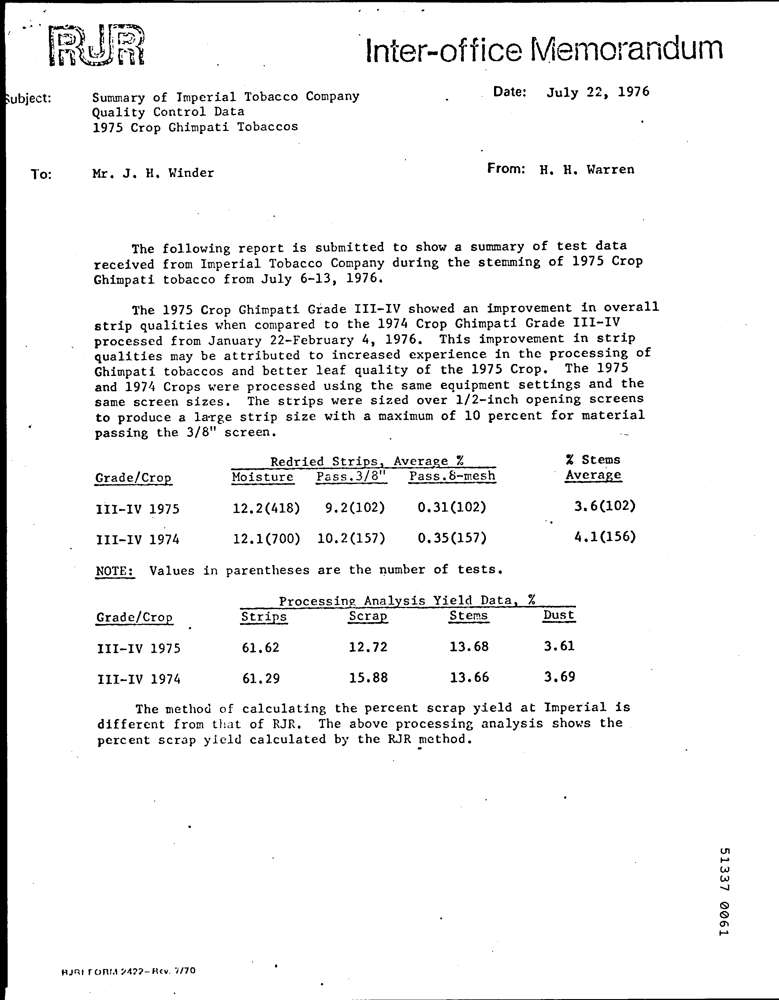 RJR
Inter-office Memorandum
Subject: Summary of Imperial Tobacco Company
Quality Control Data
1975 Crop Ghimpati Tobaccos
Date: July 22, 1976
To: Mr. J. H. Winder
From: H. H. Warren
The following report is submitted to show a summary of test data
received from Imperial Tobacco Company during the stemming of 1975 Crop
Ghimpati tobacco from July 6-13, 1976.
The 1975 Crop Ghimpati Grade III-IV showed an improvement in overall
strip qualities when compared to the 1974 Crop Ghimpati Grade III-IV
processed from January 22-February 4, 1976. This improvement in strip
qualities may be attributed to increased experience in the processing of
Ghimpati tobaccos and better leaf quality of the 1975 Crop. The 1975
and 1974 Crops were processed using the same equipment settings and the
same screen sizes. The strips were sized over 1/2-inch opening screens
to produce a large strip size with a maximum of 10 percent for material
passing the 3/8" screen.
Redried Strips, Average % % Stems
Grade/Crop Moisture Pass.3/8" Pass.8-mesh Average
III-IV 1975 12.2(418) 9.2(102) 0.31(102) 3.6(102)
III-IV 1974 12.1(700) 10.2(157) 0.35(157) 4.1(156)
NOTE: Values in parentheses are the number of tests.
Processing Analysis Yield Data, %
Grade/Crop Strips Scrap Stems Dust
III-IV 1975 61.62 12.72 13.68 3.61
III-IV 1974 61.29 15.88 13.66 3.69
The method of calculating the percent scrap yield at Imperial is
different from that of RJR. The above processing analysis shows the
percent scrap yield calculated by the RJR method.
51337 0061
RJRI FORM 2422-Rev. 7/70